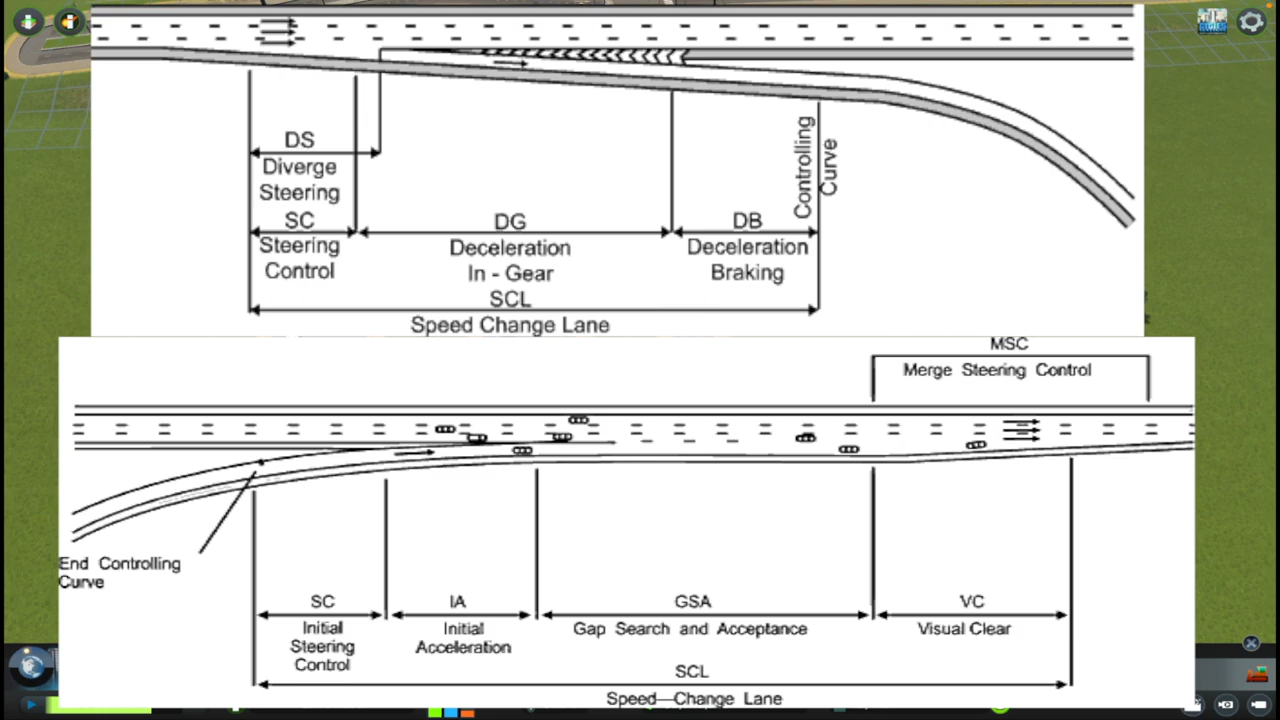 DS
Diverge
Steering
SC
Steering
Control
DG
Deceleration
In - Gear
DB
Deceleration
Braking
Controlling
Curve
SCL
Speed Change Lane
MSC
Merge Steering Control
End Controlling
Curve
SC
Initial
Steering
Control
IA
Initial
Acceleration
GSA
Gap Search and Acceptance
VC
Visual Clear
SCL
Speed—Change Lane